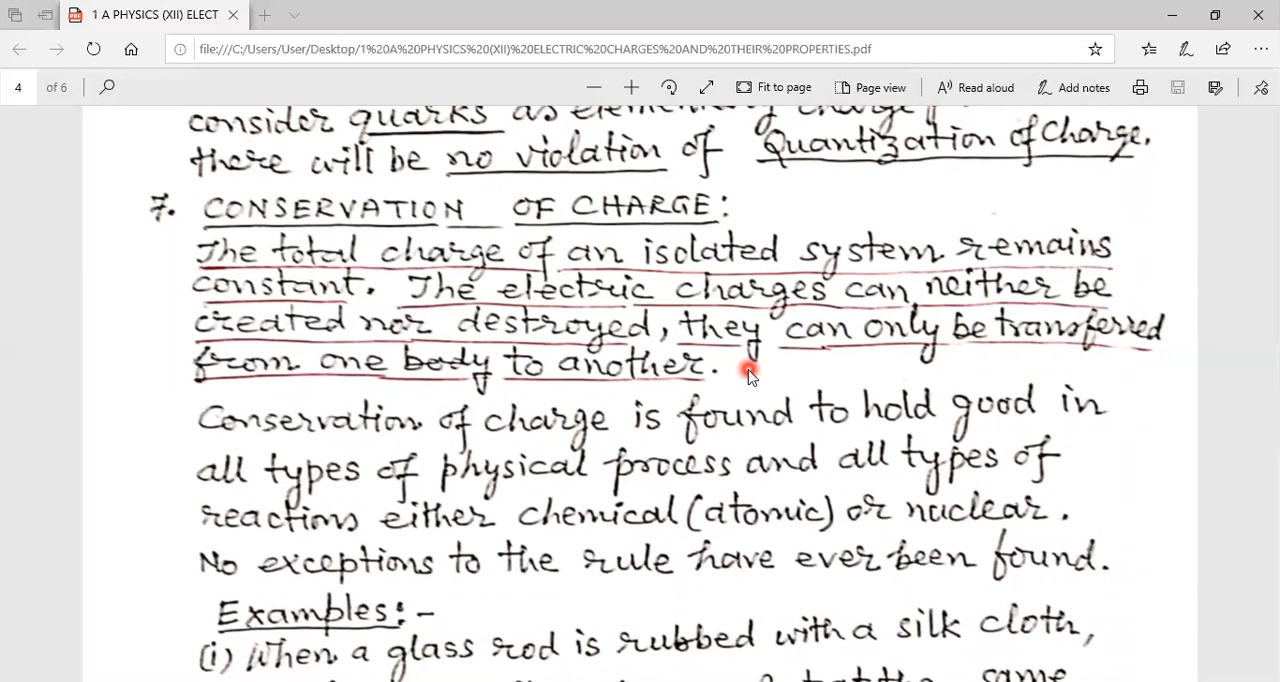 1 A PHYSICS (XII) ELECT
file:///C:/Users/User/Desktop/1%20A%20PHYSICS%20(XII)%20ELECTRIC%20CHARGES%20AND%20THEIR%20PROPERTIES.pdf
4 of 6 Fit to page Page view Read aloud Add notes
consider quarks as elementary charge
there will be no violation of Quantization of Charge.
7. CONSERVATION OF CHARGE:
The total charge of an isolated system remains
constant. The electric charges can neither be
created nor destroyed, they can only be transferred
from one body to another.
Conservation of charge is found to hold good in
all types of physical process and all types of
reactions either chemical (atomic) or nuclear.
No exceptions to the rule have ever been found.
Examples:-
(i) When a glass rod is rubbed with a silk cloth,
that the same